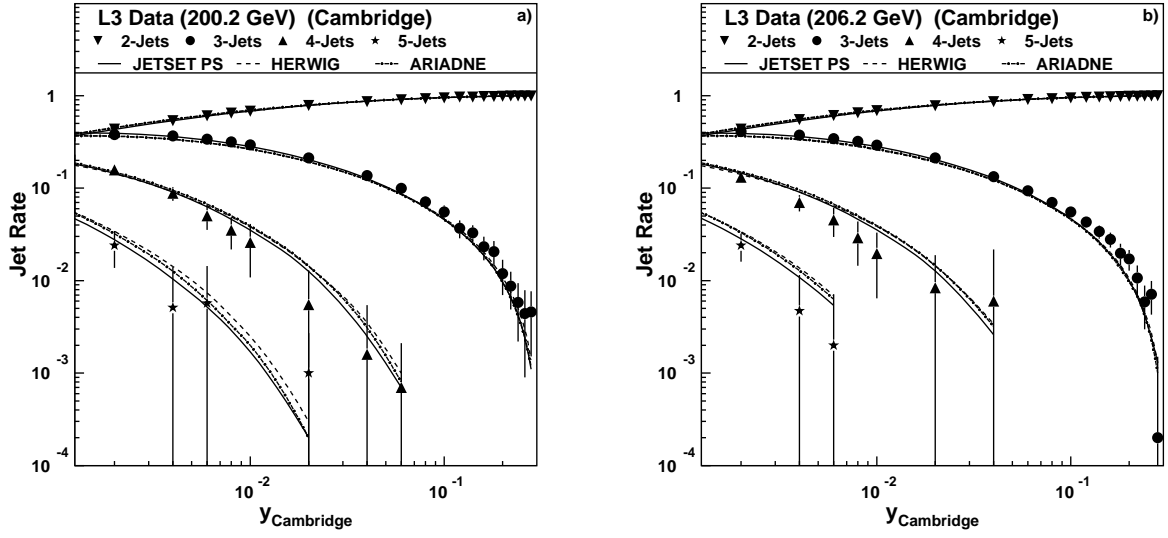 L3 Data (200.2 GeV) (Cambridge) a)
2-Jets 3-Jets 4-Jets 5-Jets
JETSET PS HERWIG ARIADNE
1
10 -1
10 -2
10 -3
10 -4
Jet Rate
10 -2 10 -1
yCambridge
L3 Data (206.2 GeV) (Cambridge) b)
2-Jets 3-Jets 4-Jets 5-Jets
JETSET PS HERWIG ARIADNE
1
10 -1
10 -2
10 -3
10 -4
Jet Rate
10 -2 10 -1
yCambridge